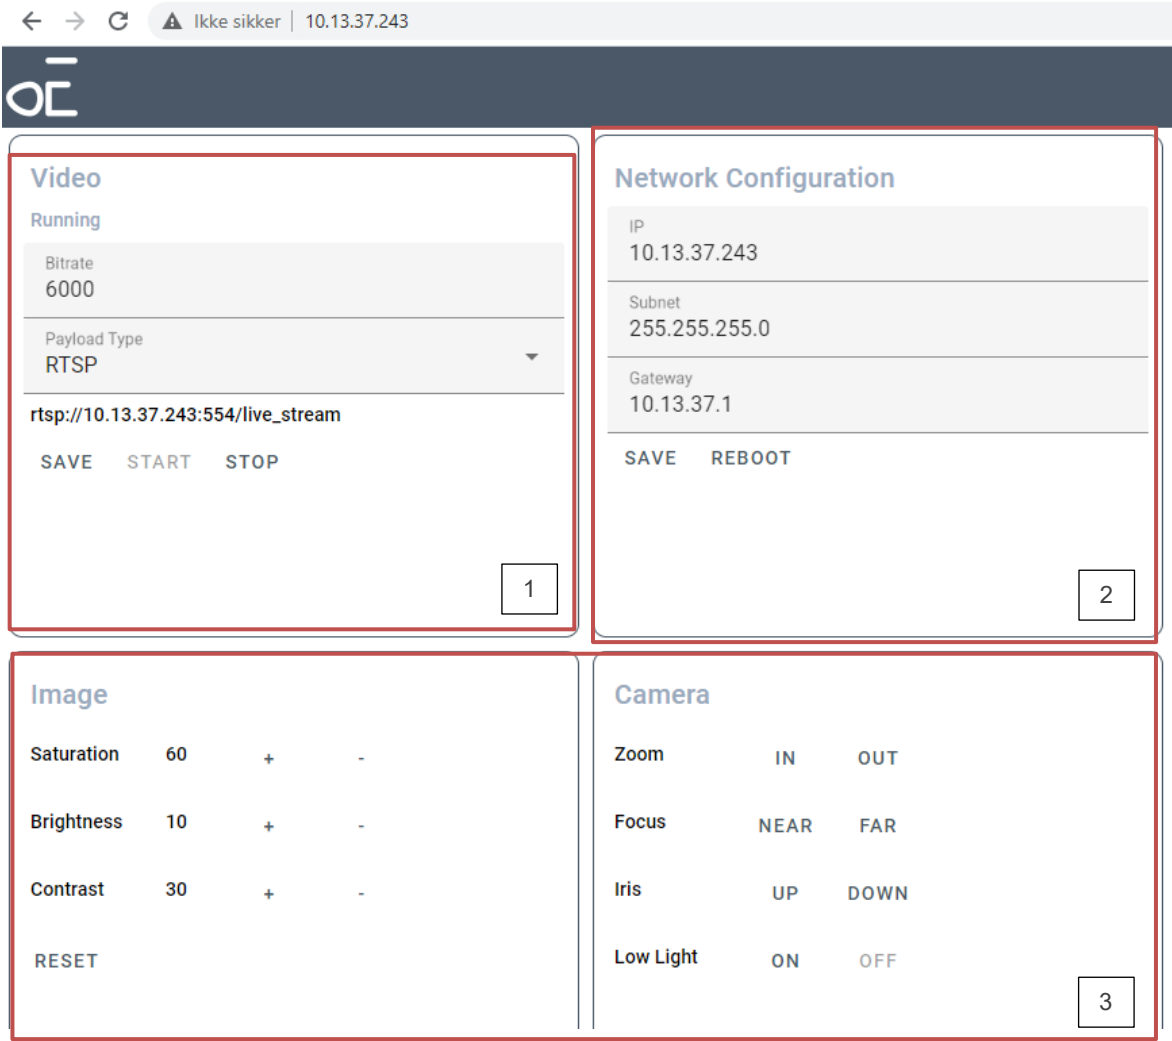 Ikke sikker 10.13.37.243
OE
Video
Running
Bitrate
6000
Payload Type
RTSP
rtsp://10.13.37.243:554/live_stream
SAVE START STOP
1
Network Configuration
IP
10.13.37.243
Subnet
255.255.255.0
Gateway
10.13.37.1
SAVE REBOOT
2
Image
Saturation 60 + -
Brightness 10 + -
Contrast 30 + -
RESET
Camera
Zoom IN OUT
Focus NEAR FAR
Iris UP DOWN
Low Light ON OFF
3